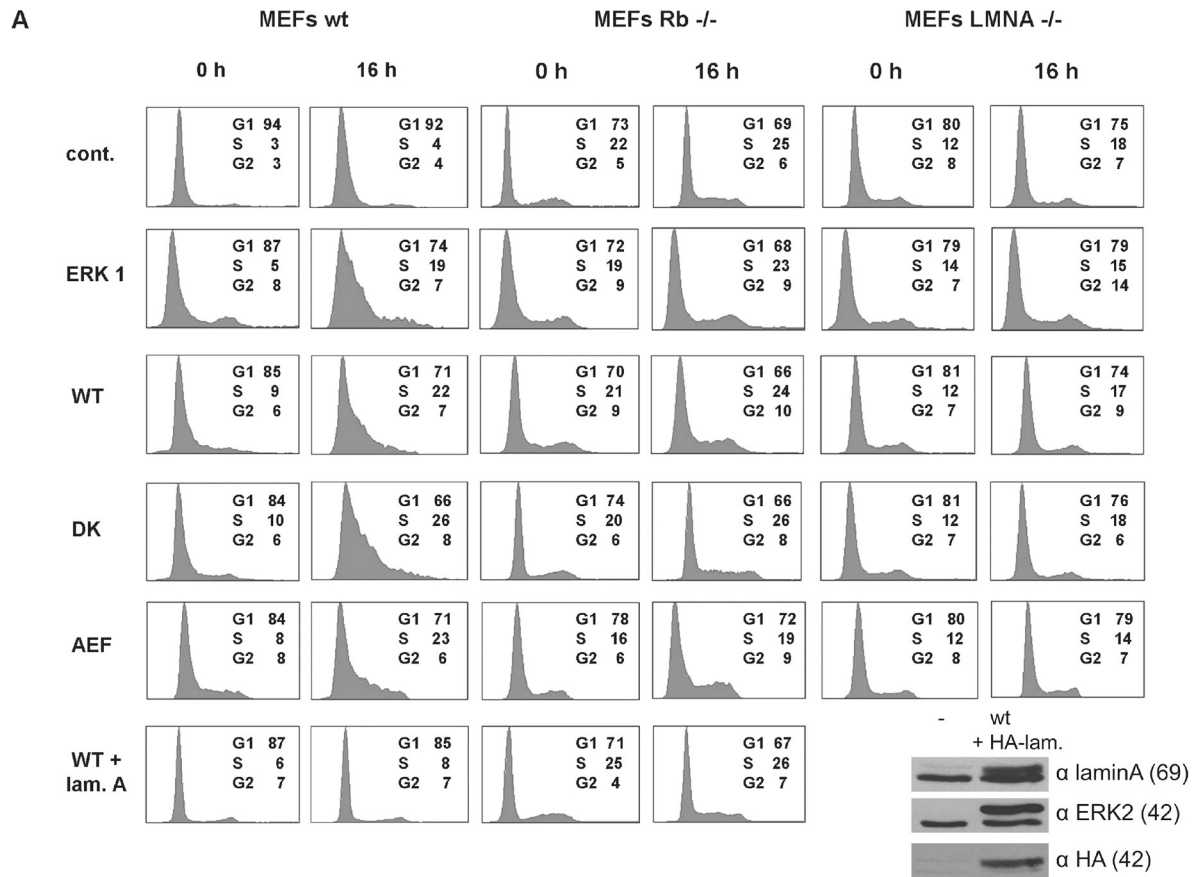 A
MEFs wt MEFs Rb -/- MEFs LMNA -/-
0 h 16 h 0 h 16 h 0 h 16 h
cont.
G1 94 G1 92 G1 73 G1 69 G1 80 G1 75
S 3 S 4 S 22 S 25 S 12 S 18
G2 3 G2 4 G2 5 G2 6 G2 8 G2 7
ERK 1
G1 87 G1 74 G1 72 G1 68 G1 79 G1 79
S 5 S 19 S 19 S 23 S 14 S 15
G2 8 G2 7 G2 9 G2 9 G2 7 G2 14
WT
G1 85 G1 71 G1 70 G1 66 G1 81 G1 74
S 9 S 22 S 21 S 24 S 12 S 17
G2 6 G2 7 G2 9 G2 10 G2 7 G2 9
DK
G1 84 G1 66 G1 74 G1 66 G1 81 G1 76
S 10 S 26 S 20 S 26 S 12 S 18
G2 6 G2 8 G2 6 G2 8 G2 7 G2 6
AEF
G1 84 G1 71 G1 78 G1 72 G1 80 G1 79
S 8 S 23 S 16 S 19 S 12 S 14
G2 8 G2 6 G2 6 G2 9 G2 8 G2 7
WT +
lam. A
G1 87 G1 85 G1 71 G1 67
S 6 S 8 S 25 S 26
G2 7 G2 7 G2 4 G2 7
- wt
+ HA-lam.
α laminA (69)
α ERK2 (42)
α HA (42)